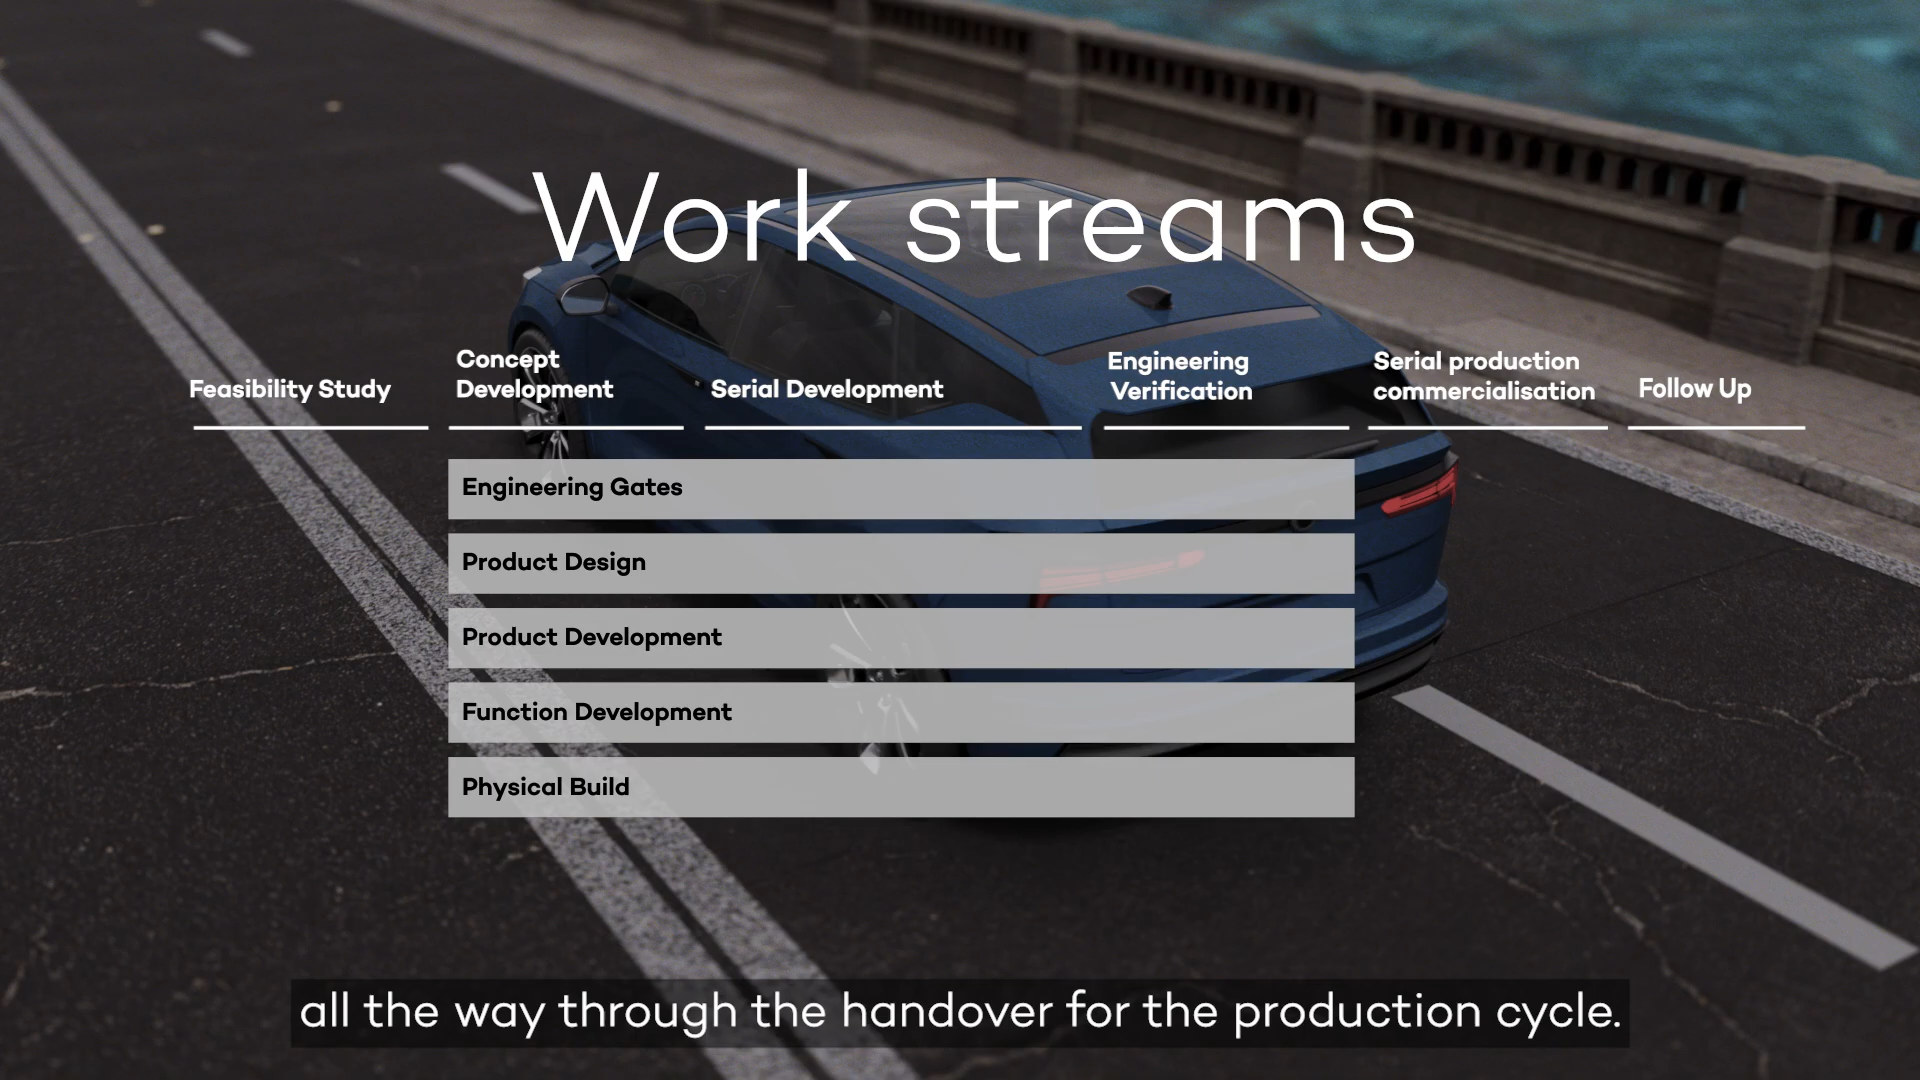 Work streams
Feasibility Study
Concept
Development
Serial Development
Engineering
Verification
Serial production
commercialisation
Follow Up
Engineering Gates
Product Design
Product Development
Function Development
Physical Build
all the way through the handover for the production cycle.